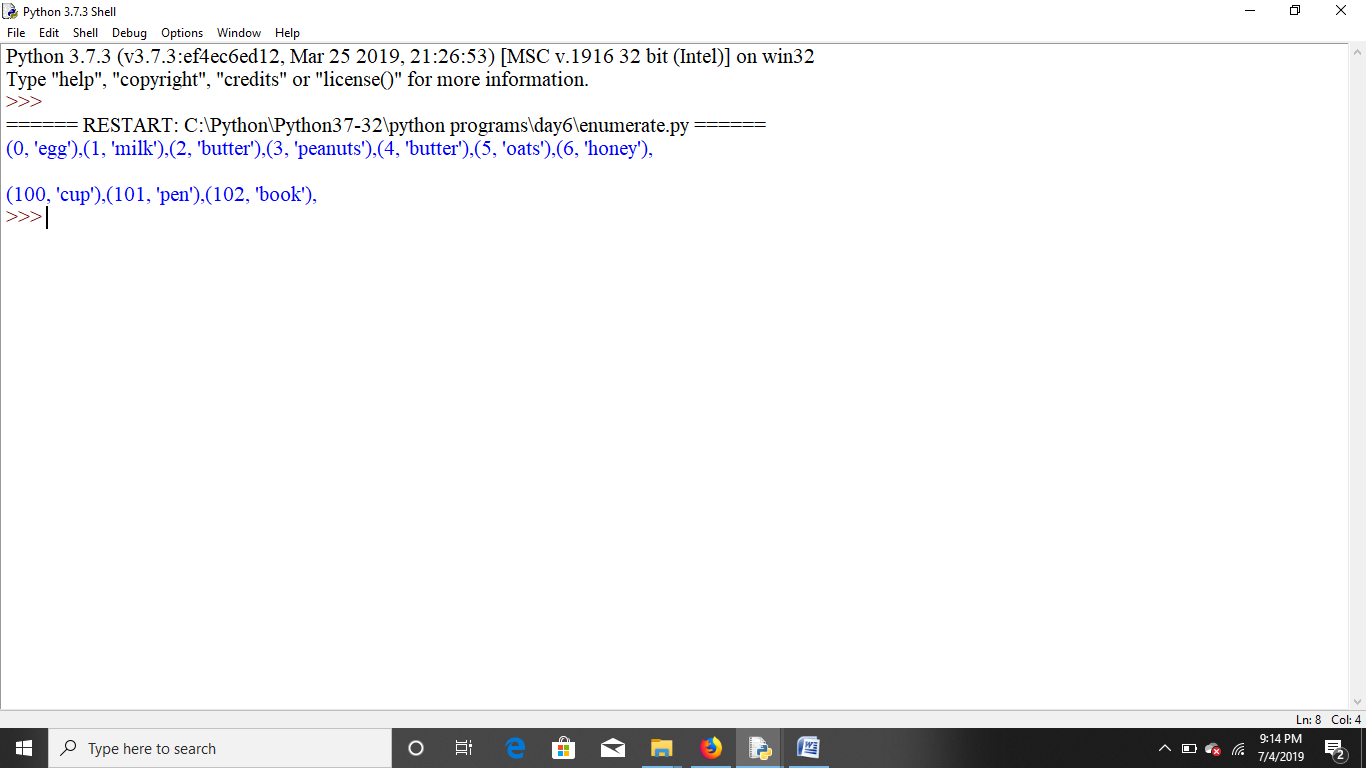 Python 3.7.3 Shell
File Edit Shell Debug Options Window Help
Python 3.7.3 (v3.7.3:ef4ec6ed12, Mar 25 2019, 21:26:53) [MSC v.1916 32 bit (Intel)] on win32
Type "help", "copyright", "credits" or "license()" for more information.
>>>
====== RESTART: C:\Python\Python37-32\python programs\day6\enumerate.py ======
(0, 'egg'),(1, 'milk'),(2, 'butter'),(3, 'peanuts'),(4, 'butter'),(5, 'oats'),(6, 'honey'),
(100, 'cup'),(101, 'pen'),(102, 'book'),
>>>
Ln: 8 Col: 4
Type here to search
9:14 PM
7/4/2019
2